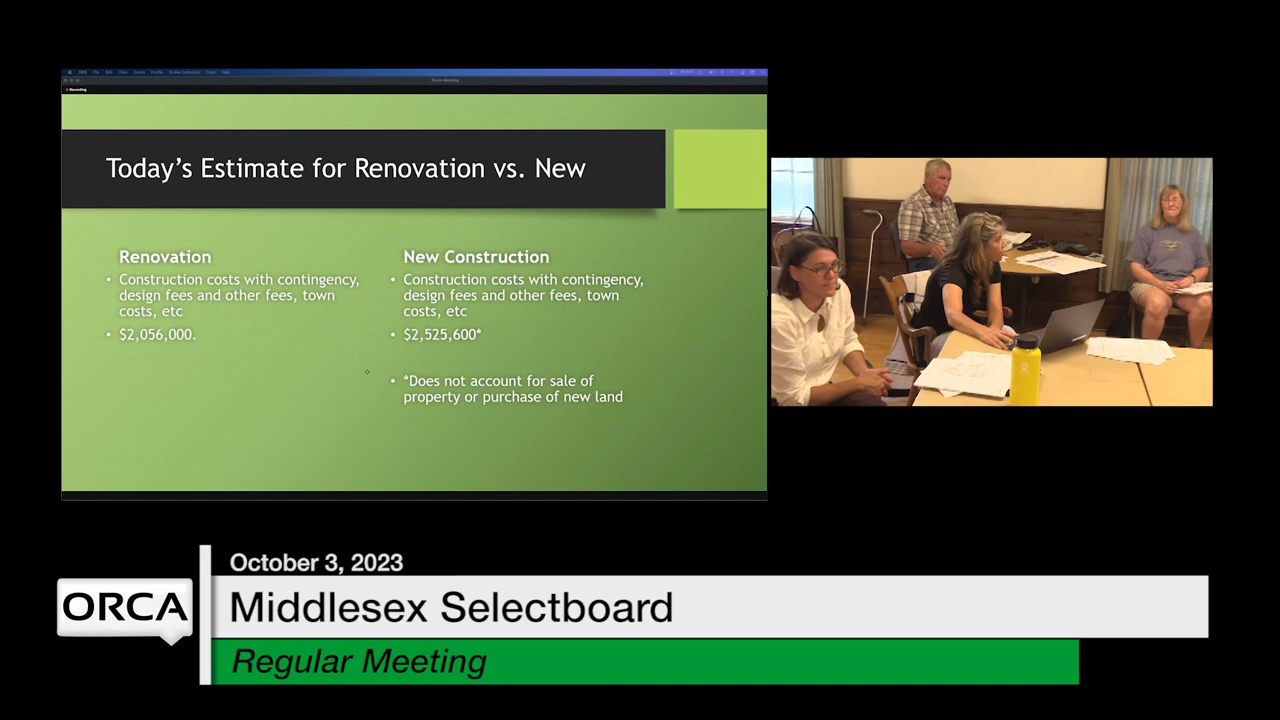 Recording
Today's Estimate for Renovation vs. New
Renovation
• Construction costs with contingency,
design fees and other fees, town
costs, etc
• $2,056,000.
New Construction
• Construction costs with contingency,
design fees and other fees, town
costs, etc
• $2,525,600*
• *Does not account for sale of
property or purchase of new land
October 3, 2023
ORCA
Middlesex Selectboard
Regular Meeting